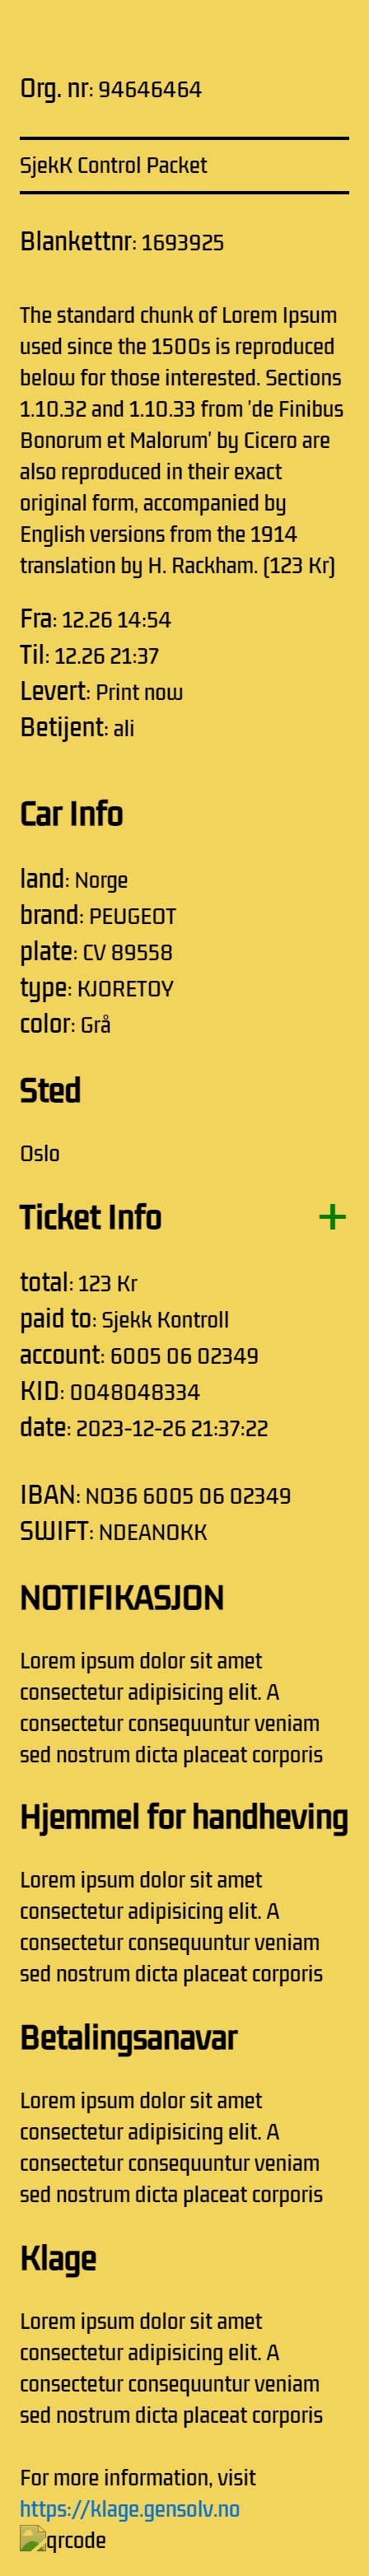 Org. nr: 94646464
SjekK Control Packet
Blankettnr: 1693925
The standard chunk of Lorem Ipsum
used since the 1500s is reproduced
below for those interested. Sections
1.10.32 and 1.10.33 from 'de Finibus
Bonorum et Malorum' by Cicero are
also reproduced in their exact
original form, accompanied by
English versions from the 1914
translation by H. Rackham. (123 Kr)
Fra: 12.26 14:54
Til: 12.26 21:37
Levert: Print now
Betijent: ali
Car Info
land: Norge
brand: PEUGEOT
plate: CV 89558
type: KJORETOY
color: Grå
Sted
Oslo
Ticket Info +
total: 123 Kr
paid to: Sjekk Kontroll
account: 6005 06 02349
KID: 0048048334
date: 2023-12-26 21:37:22
IBAN: NO36 6005 06 02349
SWIFT: NDEANOKK
NOTIFIKASJON
Lorem ipsum dolor sit amet
consectetur adipisicing elit. A
consectetur consequuntur veniam
sed nostrum dicta placeat corporis
Hjemmel for handheving
Lorem ipsum dolor sit amet
consectetur adipisicing elit. A
consectetur consequuntur veniam
sed nostrum dicta placeat corporis
Betalingsanavar
Lorem ipsum dolor sit amet
consectetur adipisicing elit. A
consectetur consequuntur veniam
sed nostrum dicta placeat corporis
Klage
Lorem ipsum dolor sit amet
consectetur adipisicing elit. A
consectetur consequuntur veniam
sed nostrum dicta placeat corporis
For more information, visit
https://klage.gensolv.no
qrcode